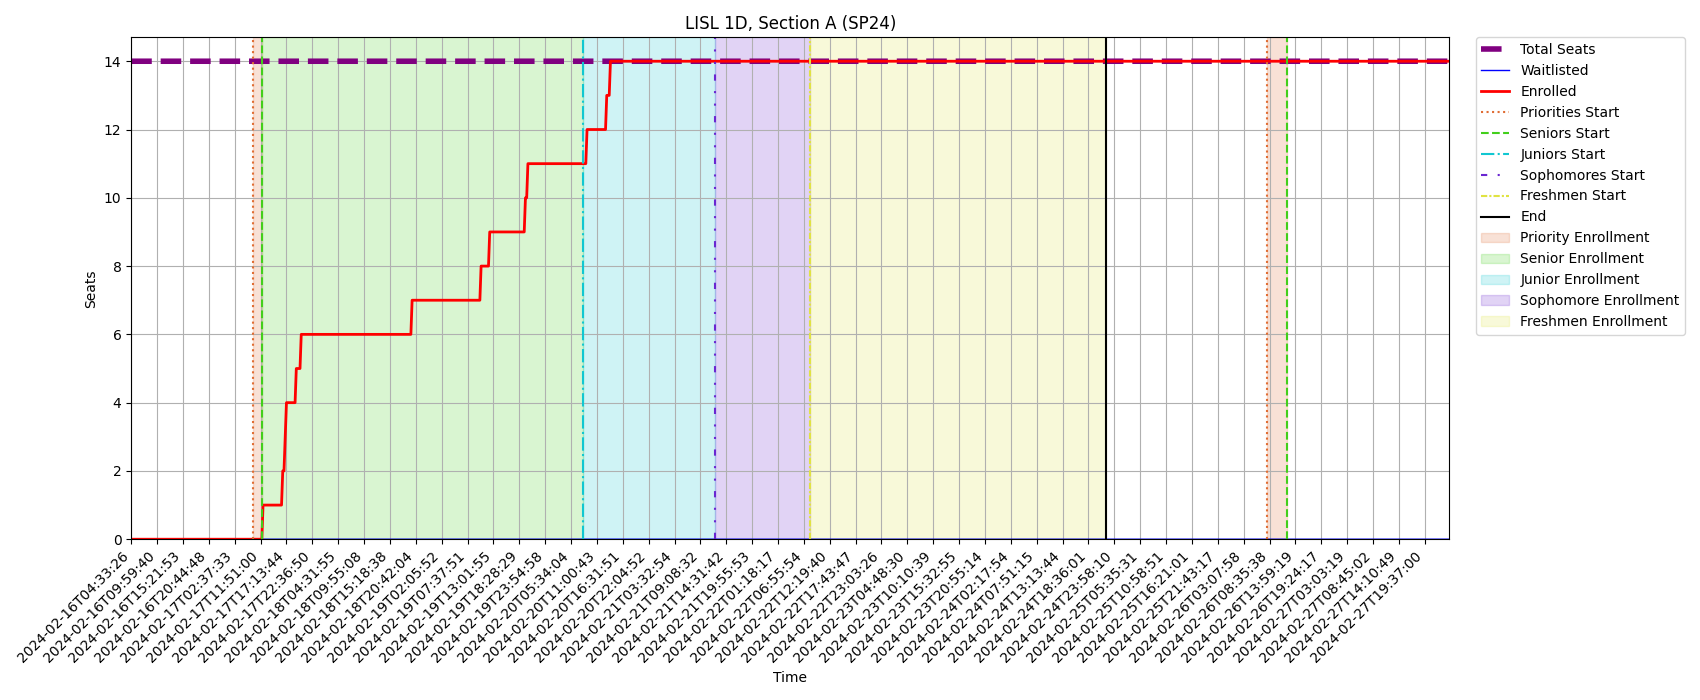 LISL 1D, Section A (SP24)
Seats
14
12
10
8
6
4
2
0
2024-02-16T04:33:26
2024-02-16T09:59:40
2024-02-16T15:21:53
2024-02-16T20:44:48
2024-02-17T02:37:33
2024-02-17T11:51:00
2024-02-17T17:13:44
2024-02-17T22:36:50
2024-02-18T04:31:55
2024-02-18T09:55:08
2024-02-18T15:18:38
2024-02-18T20:42:04
2024-02-19T02:05:52
2024-02-19T07:37:51
2024-02-19T13:01:55
2024-02-19T18:28:29
2024-02-19T23:54:58
2024-02-20T05:34:04
2024-02-20T11:00:43
2024-02-20T16:31:51
2024-02-20T22:04:52
2024-02-21T03:32:54
2024-02-21T09:08:32
2024-02-21T14:31:42
2024-02-21T19:55:53
2024-02-22T01:18:17
2024-02-22T06:55:54
2024-02-22T12:19:40
2024-02-22T17:43:47
2024-02-22T23:03:26
2024-02-23T04:48:30
2024-02-23T10:10:39
2024-02-23T15:32:55
2024-02-23T20:55:14
2024-02-24T02:17:54
2024-02-24T07:51:15
2024-02-24T13:13:44
2024-02-24T18:36:01
2024-02-24T23:58:10
2024-02-25T05:35:31
2024-02-25T10:58:51
2024-02-25T16:21:01
2024-02-25T21:43:17
2024-02-26T03:07:58
2024-02-26T08:35:38
2024-02-26T13:59:19
2024-02-26T19:24:17
2024-02-27T03:03:19
2024-02-27T08:45:02
2024-02-27T14:10:49
2024-02-27T19:37:00
Time
Total Seats
Waitlisted
Enrolled
Priorities Start
Seniors Start
Juniors Start
Sophomores Start
Freshmen Start
End
Priority Enrollment
Senior Enrollment
Junior Enrollment
Sophomore Enrollment
Freshmen Enrollment